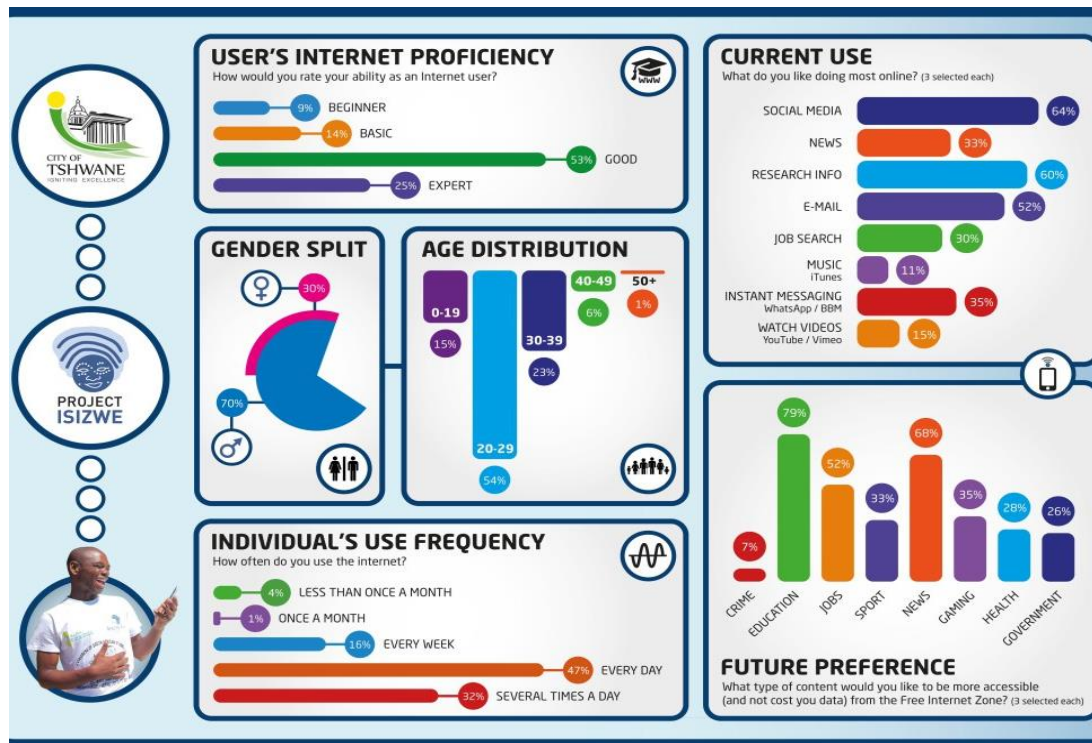 CITY OF
TSHWANE
IGNITING EXCELLENCE
PROJECT
ISIZWE
USER'S INTERNET PROFICIENCY
How would you rate your ability as an Internet user?
WWW
9% BEGINNER
14% BASIC
53% GOOD
25% EXPERT
GENDER SPLIT
30%
70%
AGE DISTRIBUTION
0-19
15%
20-29
54%
30-39
23%
40-49
6%
50+
1%
INDIVIDUAL'S USE FREQUENCY
How often do you use the internet?
4% LESS THAN ONCE A MONTH
1% ONCE A MONTH
16% EVERY WEEK
47% EVERY DAY
32% SEVERAL TIMES A DAY
CURRENT USE
What do you like doing most online? (3 selected each)
SOCIAL MEDIA 64%
NEWS 33%
RESEARCH INFO 60%
E-MAIL 52%
JOB SEARCH 30%
MUSIC
iTunes
11%
INSTANT MESSAGING
WhatsApp / BBM
35%
WATCH VIDEOS
YouTube / Vimeo
15%
7%
CRIME
79%
EDUCATION
52%
JOBS
33%
SPORT
68%
NEWS
35%
GAMING
28%
HEALTH
26%
GOVERNMENT
FUTURE PREFERENCE
What type of content would you like to be more accessible
(and not cost you data) from the Free Internet Zone? (3 selected each)